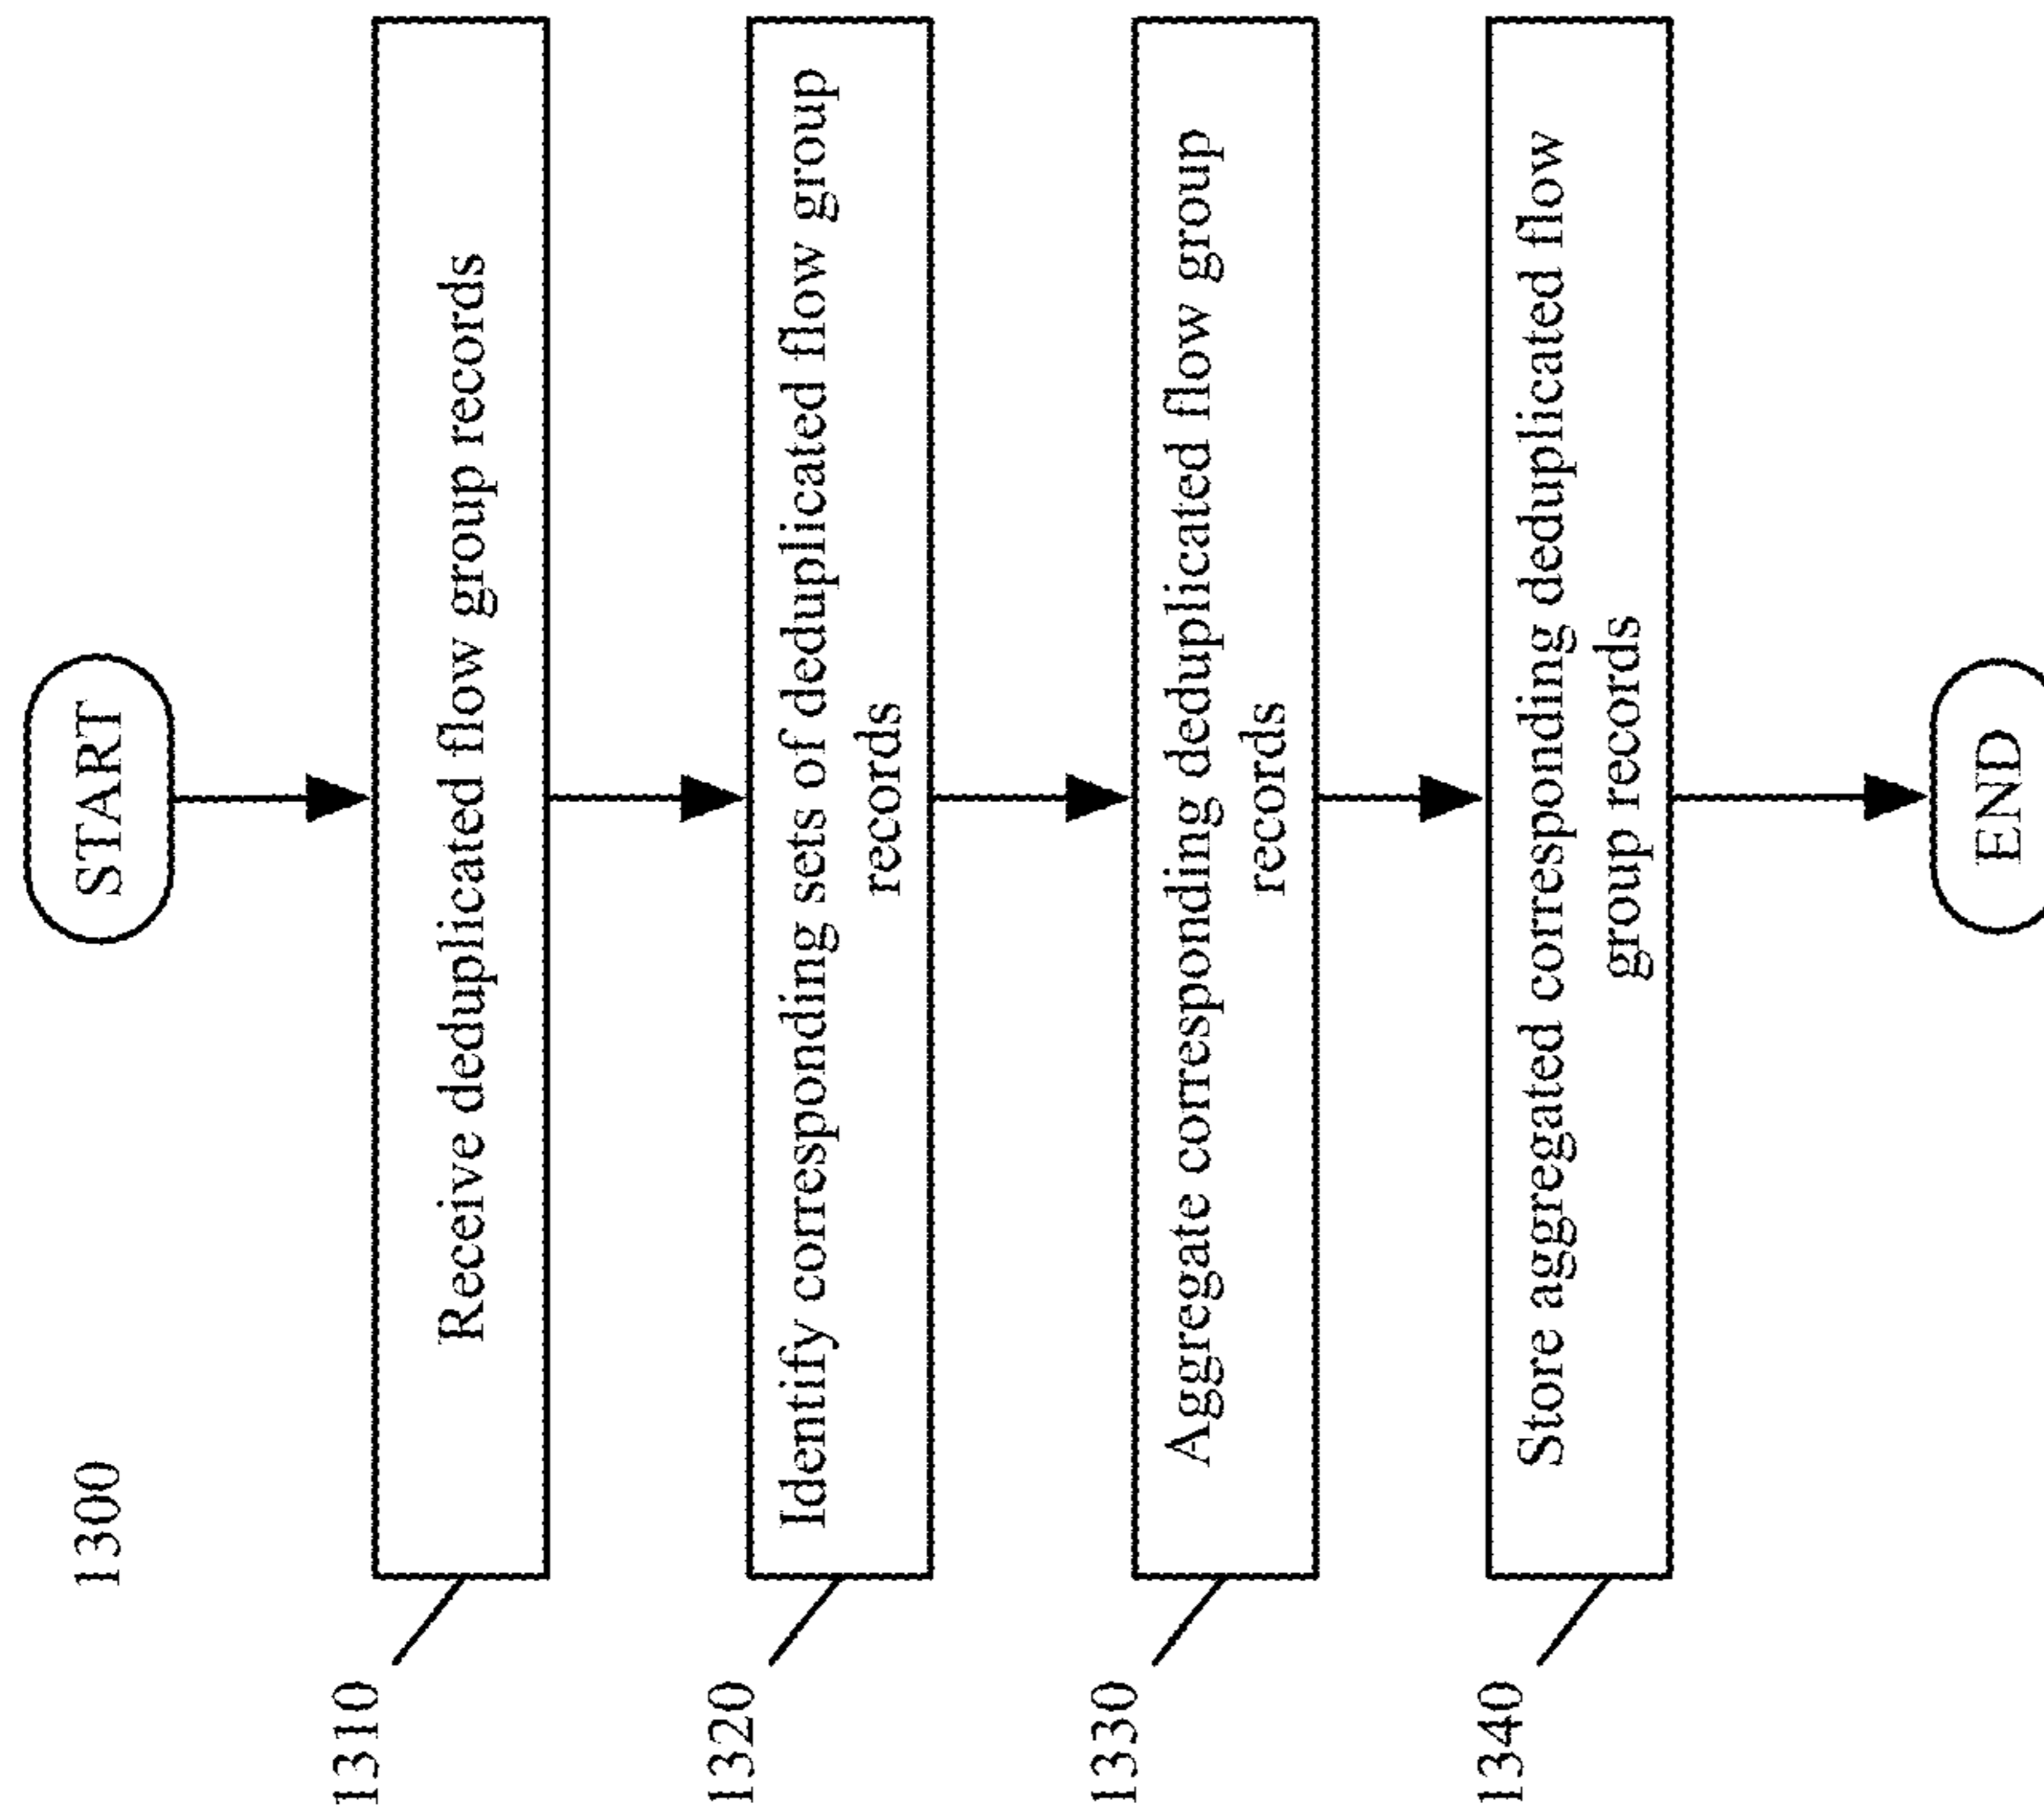 1300
START
1310
Receive deduplicated flow group records
1320
Identify corresponding sets of deduplicated flow group
records
1330
Aggregate corresponding deduplicated flow group
records
1340
Store aggregated corresponding deduplicated flow
group records
END